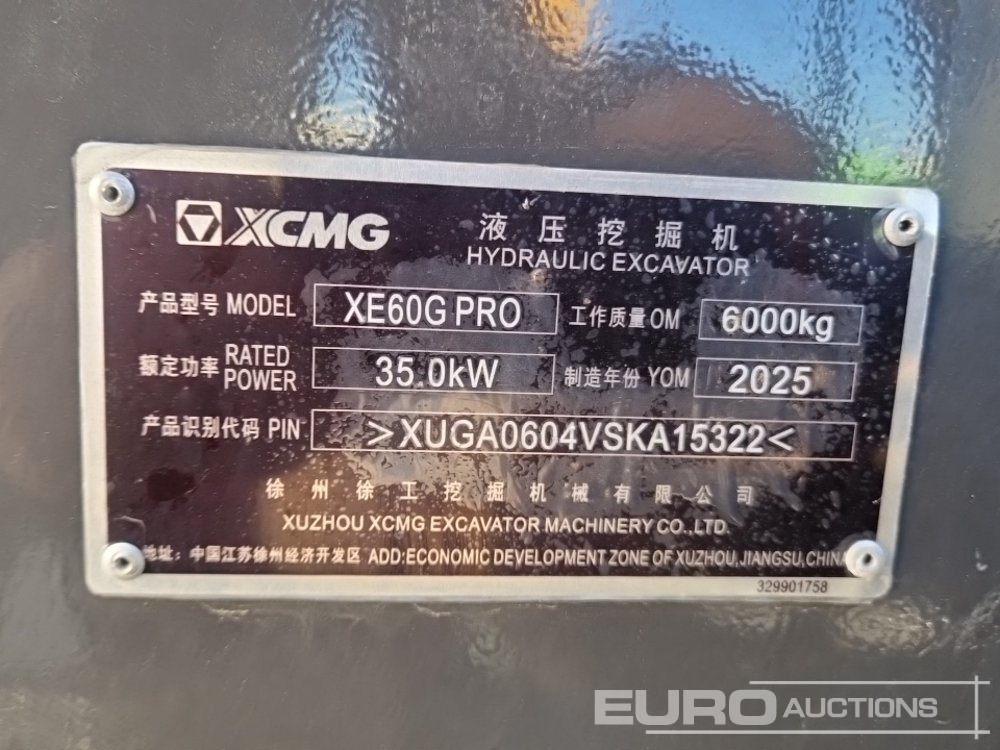 XCMG 液压挖掘机
HYDRAULIC EXCAVATOR
产品型号 MODEL XE60G PRO 工作质量 OM 6000kg
额定功率 RATED POWER 35.0kW 制造年份 YOM 2025
产品识别代码 PIN >XUGA0604VSKA15322<
徐州徐工挖掘机械有限公司
XUZHOU XCMG EXCAVATOR MACHINERY CO.,LTD.
地址：中国江苏徐州经济开发区 ADD:ECONOMIC DEVELOPMENT ZONE OF XUZHOU,JIANGSU,CHINA
329901758
EURO AUCTIONS